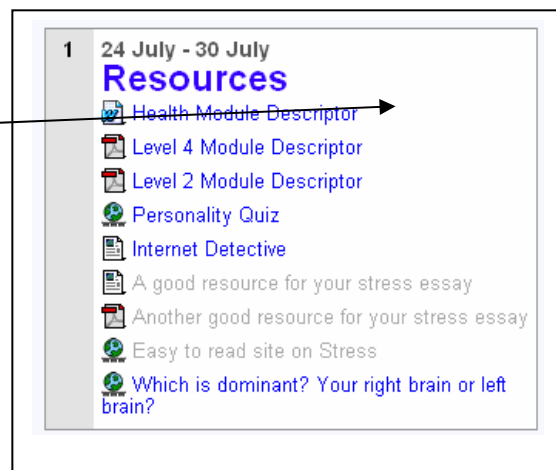 1
24 July - 30 July
Resources
Health Module Descriptor
Level 4 Module Descriptor
Level 2 Module Descriptor
Personality Quiz
Internet Detective
A good resource for your stress essay
Another good resource for your stress essay
Easy to read site on Stress
Which is dominant? Your right brain or left
brain?